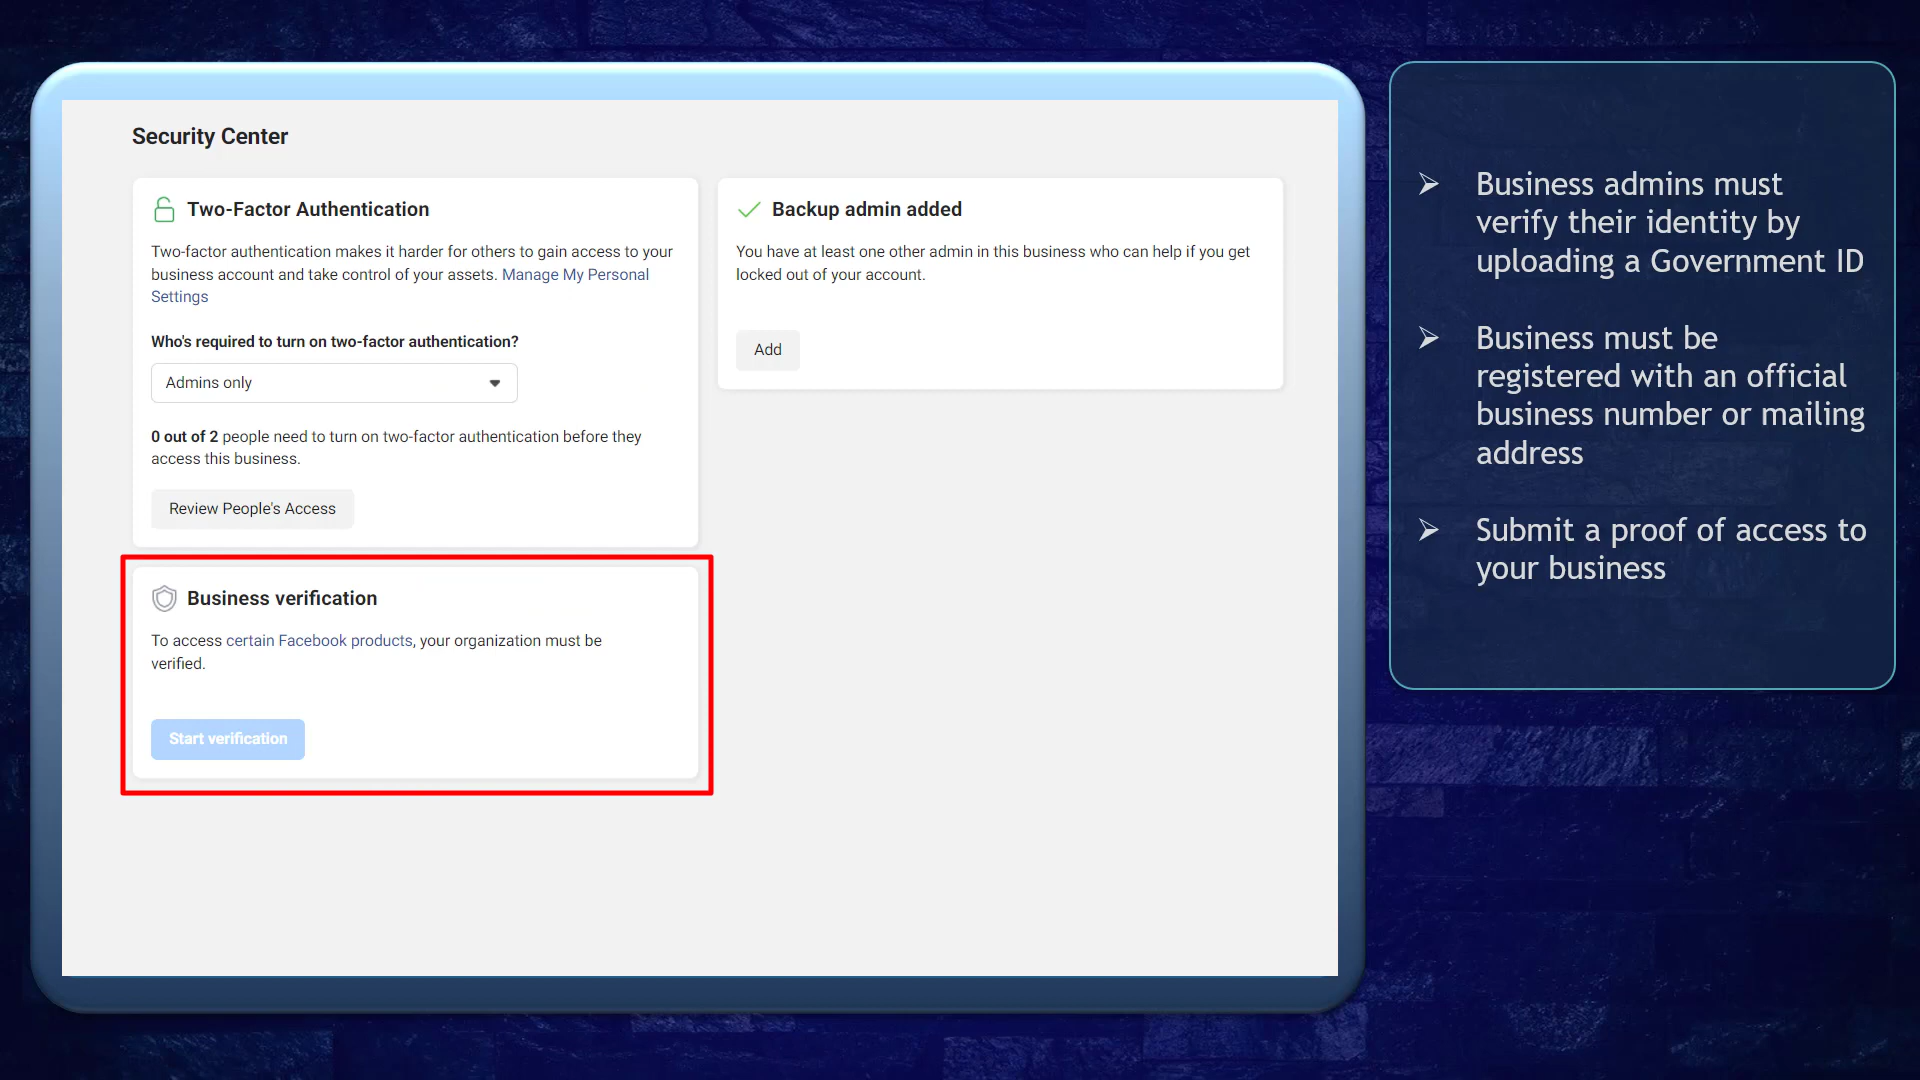 Security Center
Two-Factor Authentication
Two-factor authentication makes it harder for others to gain access to your
business account and take control of your assets. Manage My Personal
Settings
Who's required to turn on two-factor authentication?
Admins only
0 out of 2 people need to turn on two-factor authentication before they
access this business.
Review People's Access
Backup admin added
You have at least one other admin in this business who can help if you get
locked out of your account.
Add
Business verification
To access certain Facebook products, your organization must be
verified.
Start verification
Business admins must
verify their identity by
uploading a Government ID
Business must be
registered with an official
business number or mailing
address
Submit a proof of access to
your business